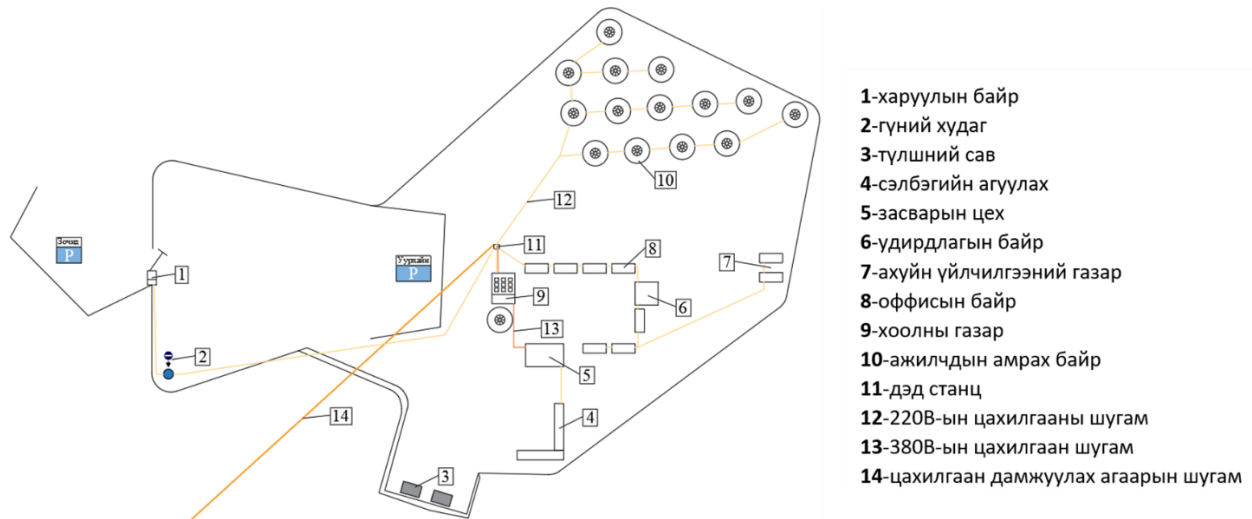 10
12
11
8
7
6
9
13
5
14
4
3
Зочид
P
Уурхайн
P
1
2
1-харуулын байр
2-гүний худаг
3-түлшний сав
4-сэлбэгийн агуулах
5-засварын цех
6-удирдлагын байр
7-ахуйн үйлчилгээний газар
8-оффисын байр
9-хоолны газар
10-ажилчдын амрах байр
11-дэд станц
12-220В-ын цахилгааны шугам
13-380В-ын цахилгаан шугам
14-цахилгаан дамжуулах агаарын шугам